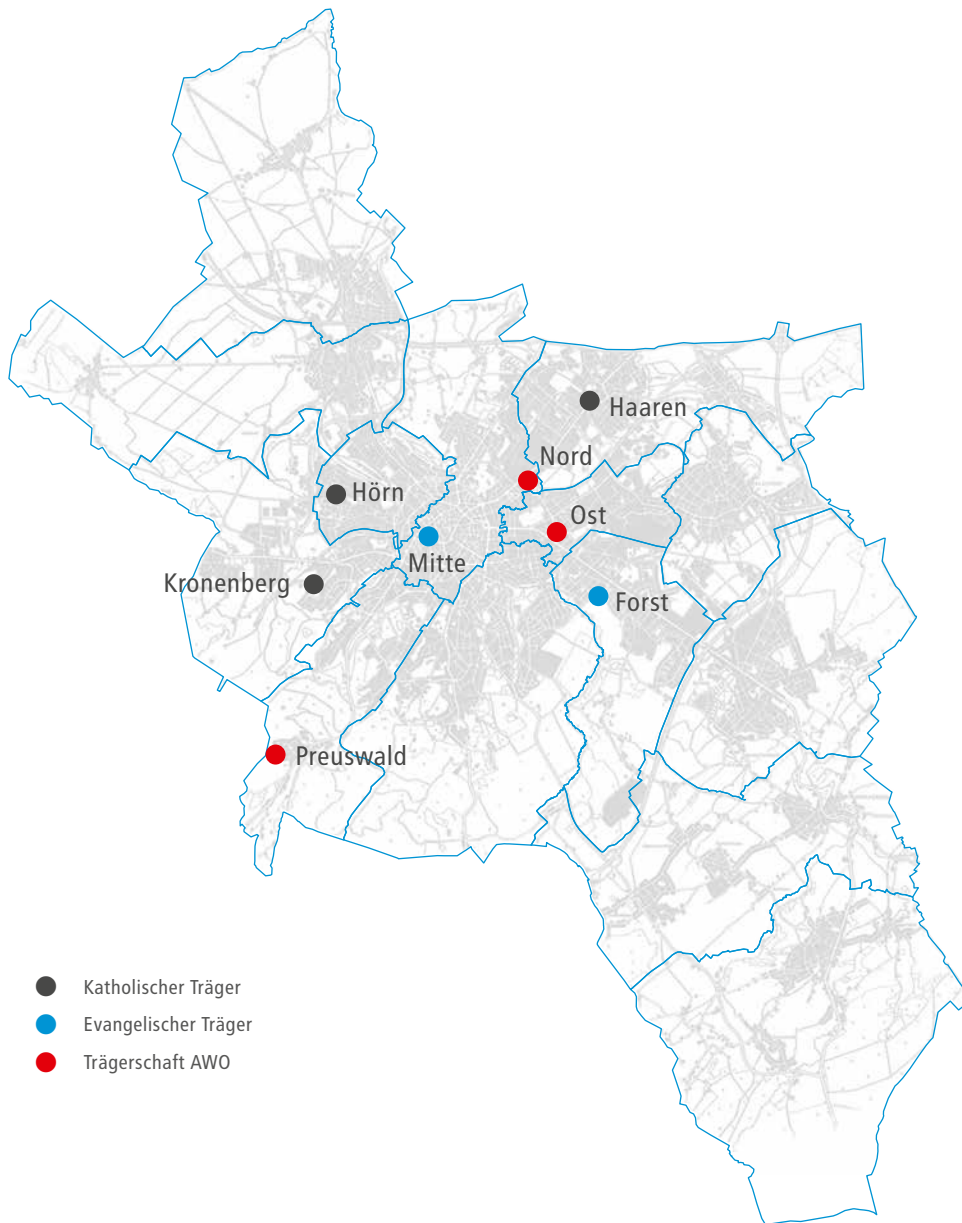 Haaren
Nord
Hörn
Ost
Mitte
Kronenberg
Forst
Preuswald
Katholischer Träger
Evangelischer Träger
Trägerschaft AWO